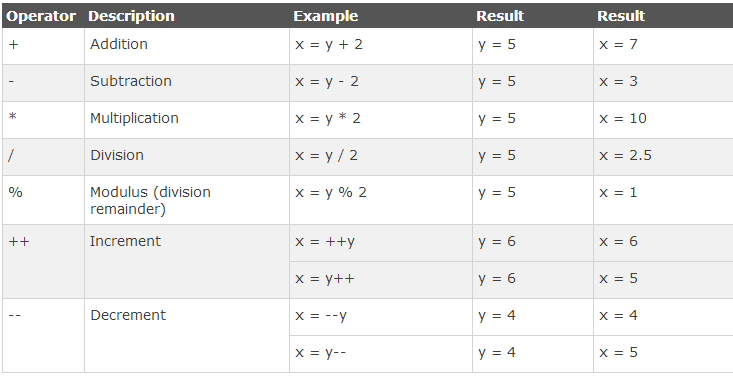 Operator Description Example Result Result
+ Addition x = y + 2 y = 5 x = 7
- Subtraction x = y - 2 y = 5 x = 3
* Multiplication x = y * 2 y = 5 x = 10
/ Division x = y / 2 y = 5 x = 2.5
% Modulus (division x = y % 2 y = 5 x = 1
remainder)
++ Increment x = ++y y = 6 x = 6
x = y++ y = 6 x = 5
-- Decrement x = --y y = 4 x = 4
x = y-- y = 4 x = 5